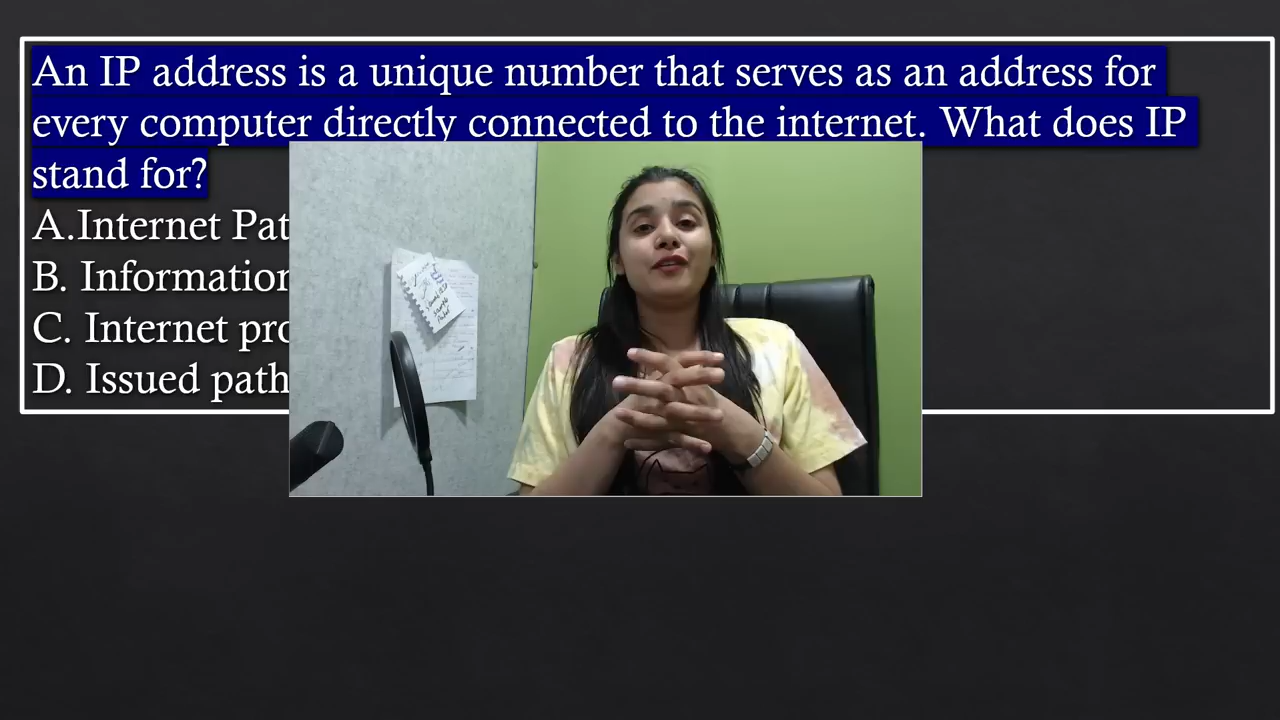 An IP address is a unique number that serves as an address for
every computer directly connected to the internet. What does IP
stand for?
A.Internet Pat
B. Information
C. Internet pro
D. Issued path